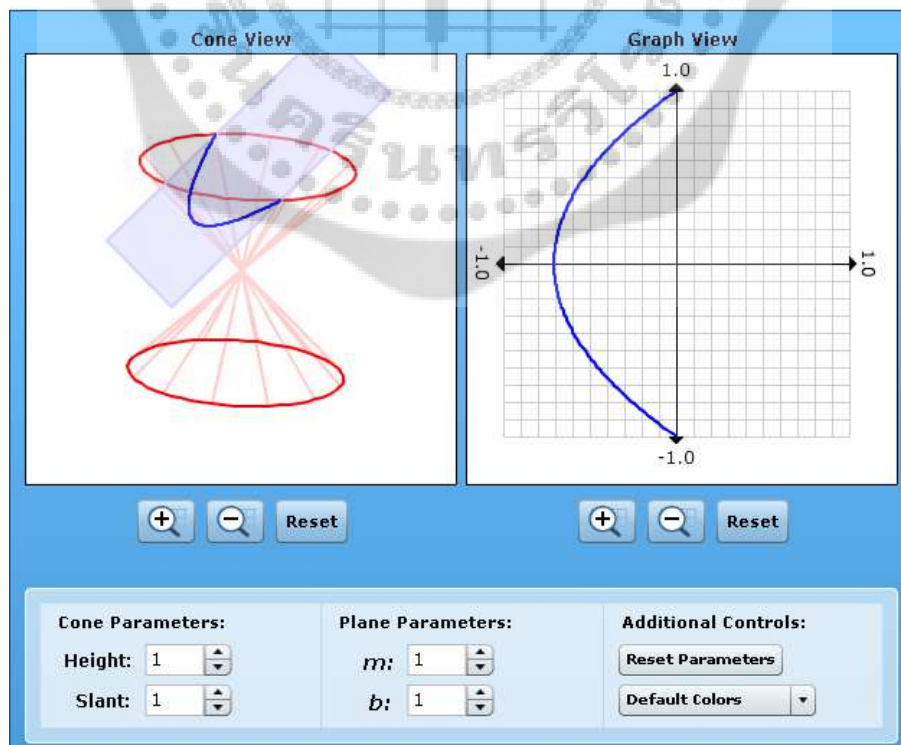 Cone View
Graph View
1.0
-1.0
1.0
-1.0
Reset
Reset
Cone Parameters:
Plane Parameters:
Additional Controls:
Height: 1
m: 1
Reset Parameters
Slant: 1
b: 1
Default Colors